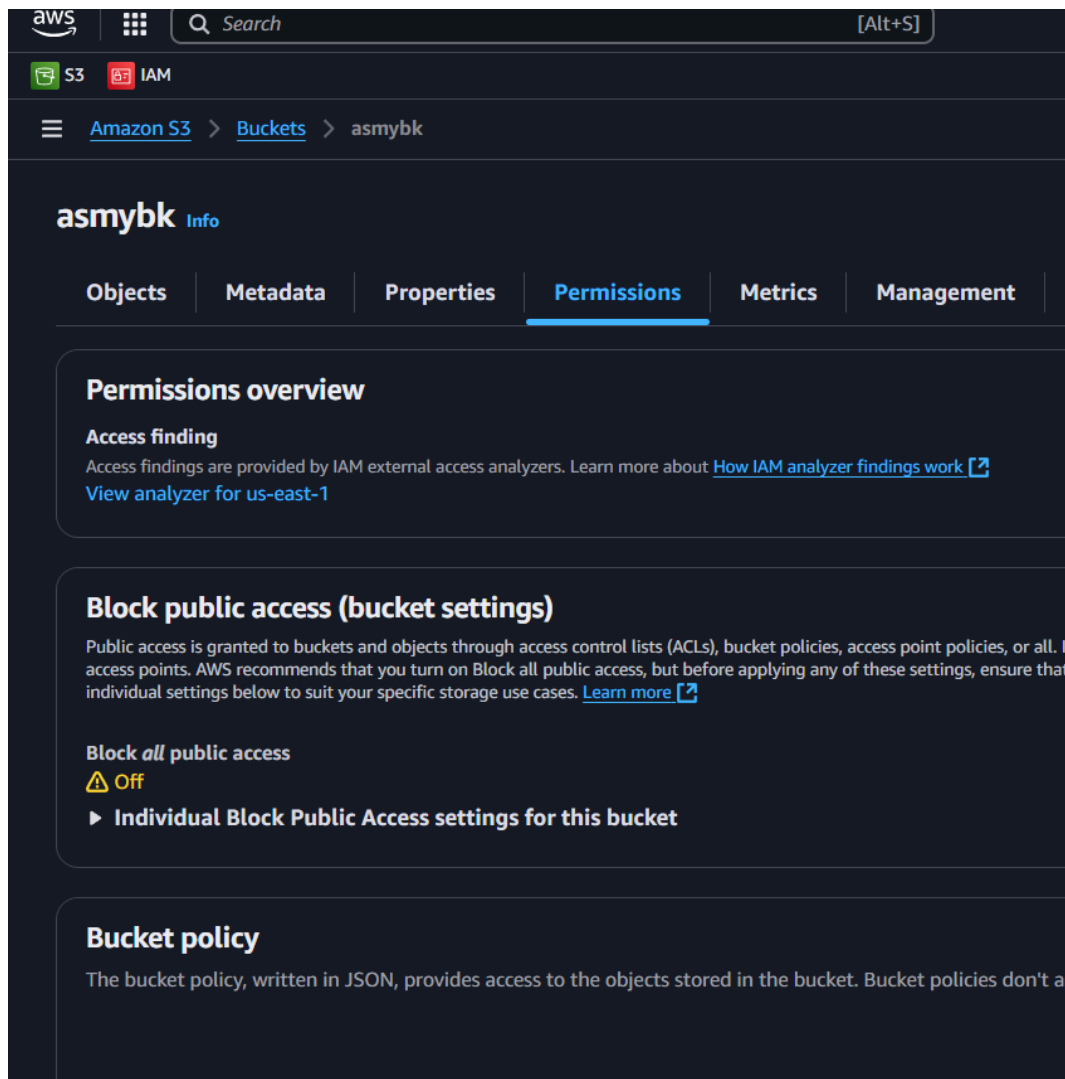 aws
Search [Alt+S]
S3 IAM
Amazon S3 > Buckets > asmybk
asmybk Info
Objects Metadata Properties Permissions Metrics Management
Permissions overview
Access finding
Access findings are provided by IAM external access analyzers. Learn more about How IAM analyzer findings work
View analyzer for us-east-1
Block public access (bucket settings)
Public access is granted to buckets and objects through access control lists (ACLs), bucket policies, access point policies, or all.
access points. AWS recommends that you turn on Block all public access, but before applying any of these settings, ensure that
individual settings below to suit your specific storage use cases. Learn more
Block all public access
Off
Individual Block Public Access settings for this bucket
Bucket policy
The bucket policy, written in JSON, provides access to the objects stored in the bucket. Bucket policies don't a